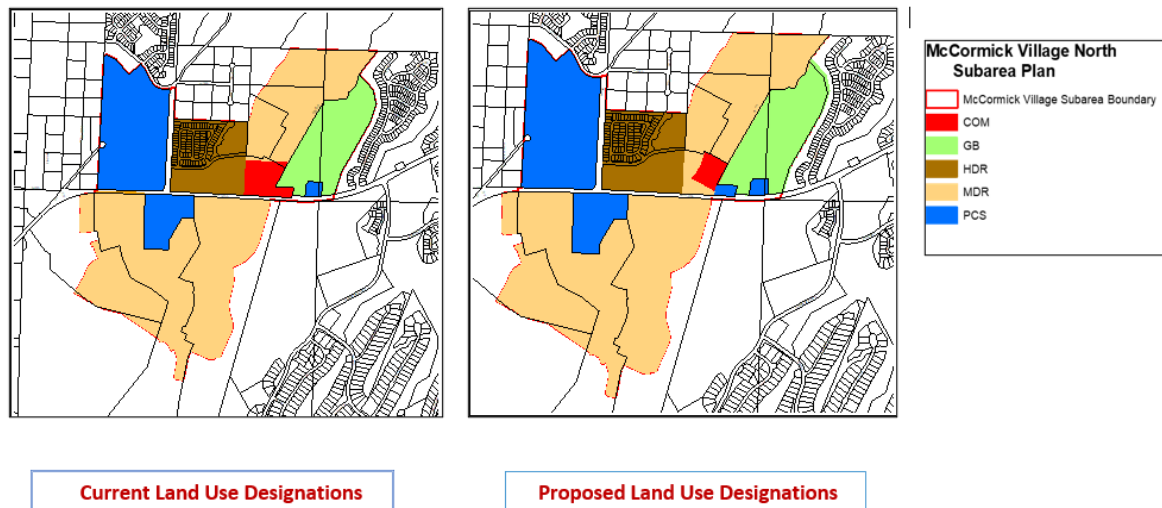 McCormick Village North
Subarea Plan
McCormick Village Subarea Boundary
COM
GB
HDR
MDR
PCS
Current Land Use Designations
Proposed Land Use Designations